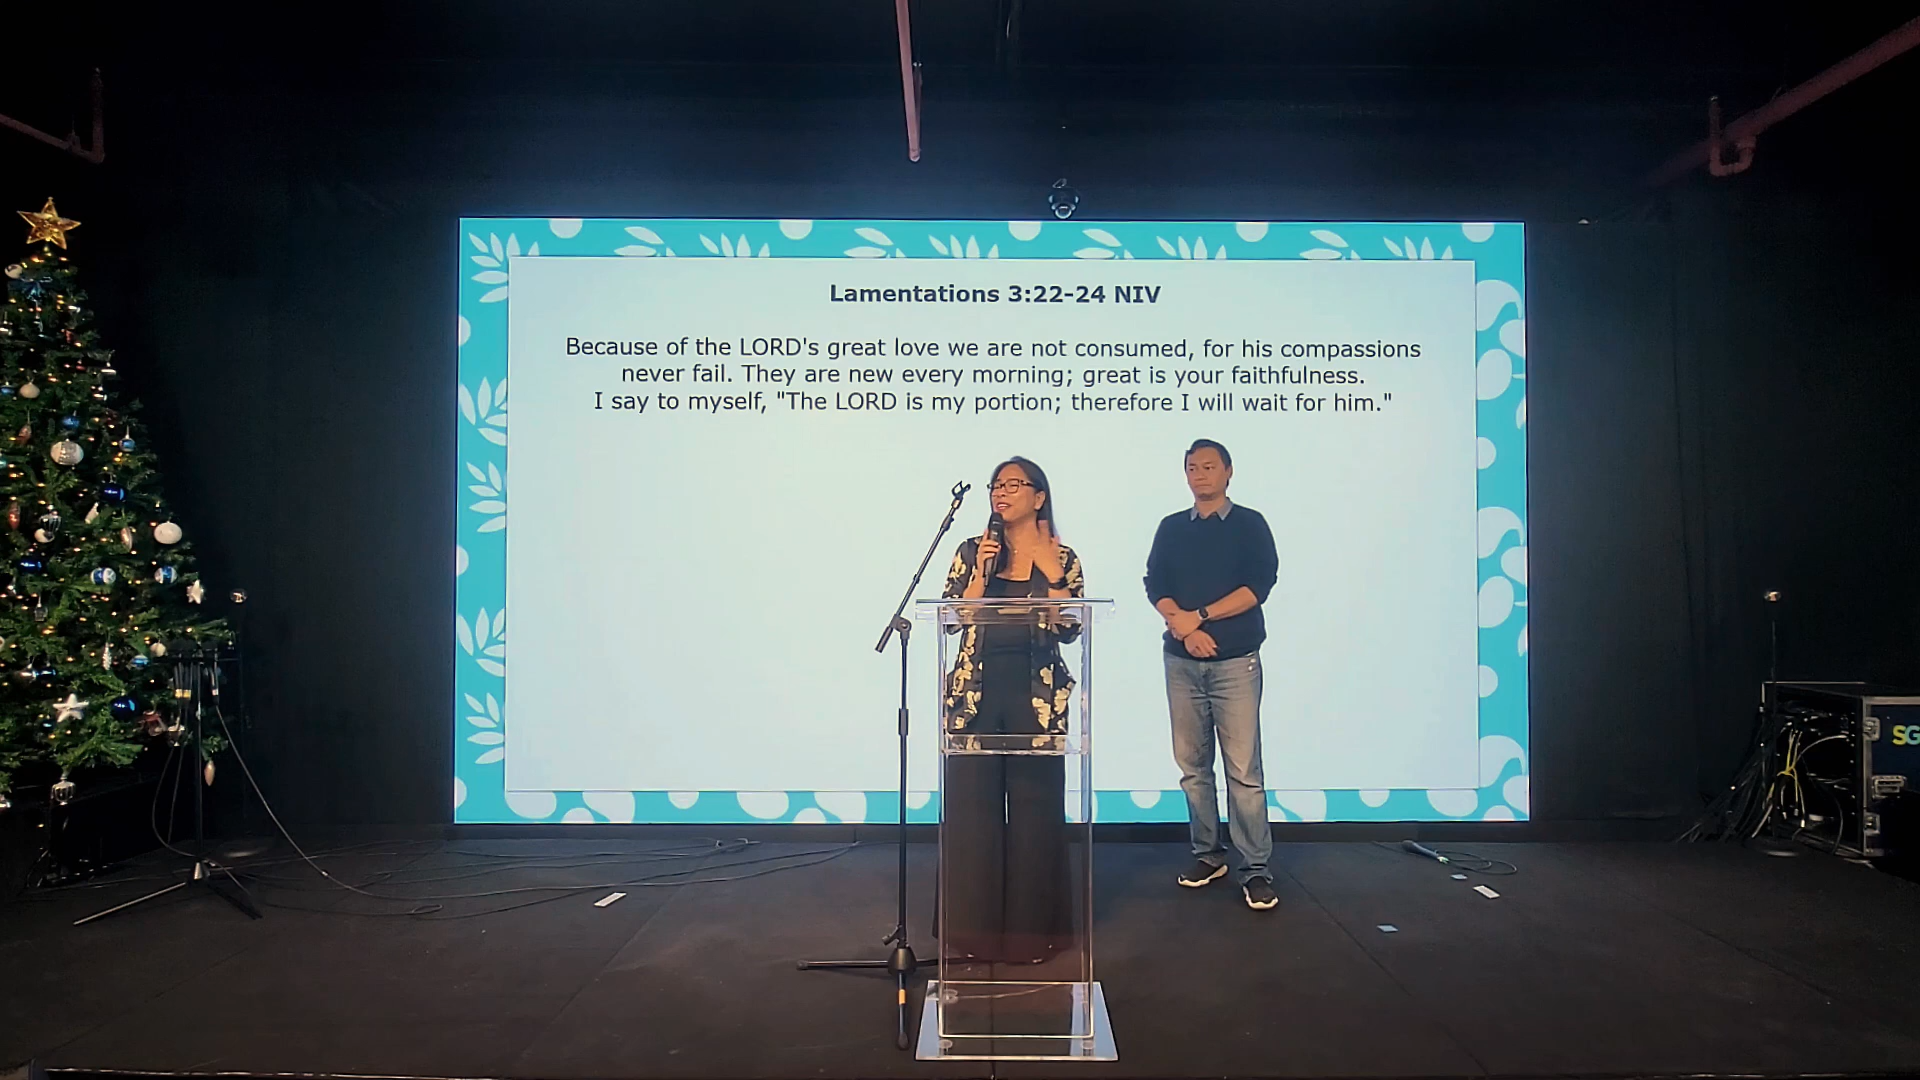 Lamentations 3:22-24 NIV
Because of the LORD's great love we are not consumed, for his compassions
never fail. They are new every morning; great is your faithfulness.
I say to myself, "The LORD is my portion; therefore I will wait for him."
SG